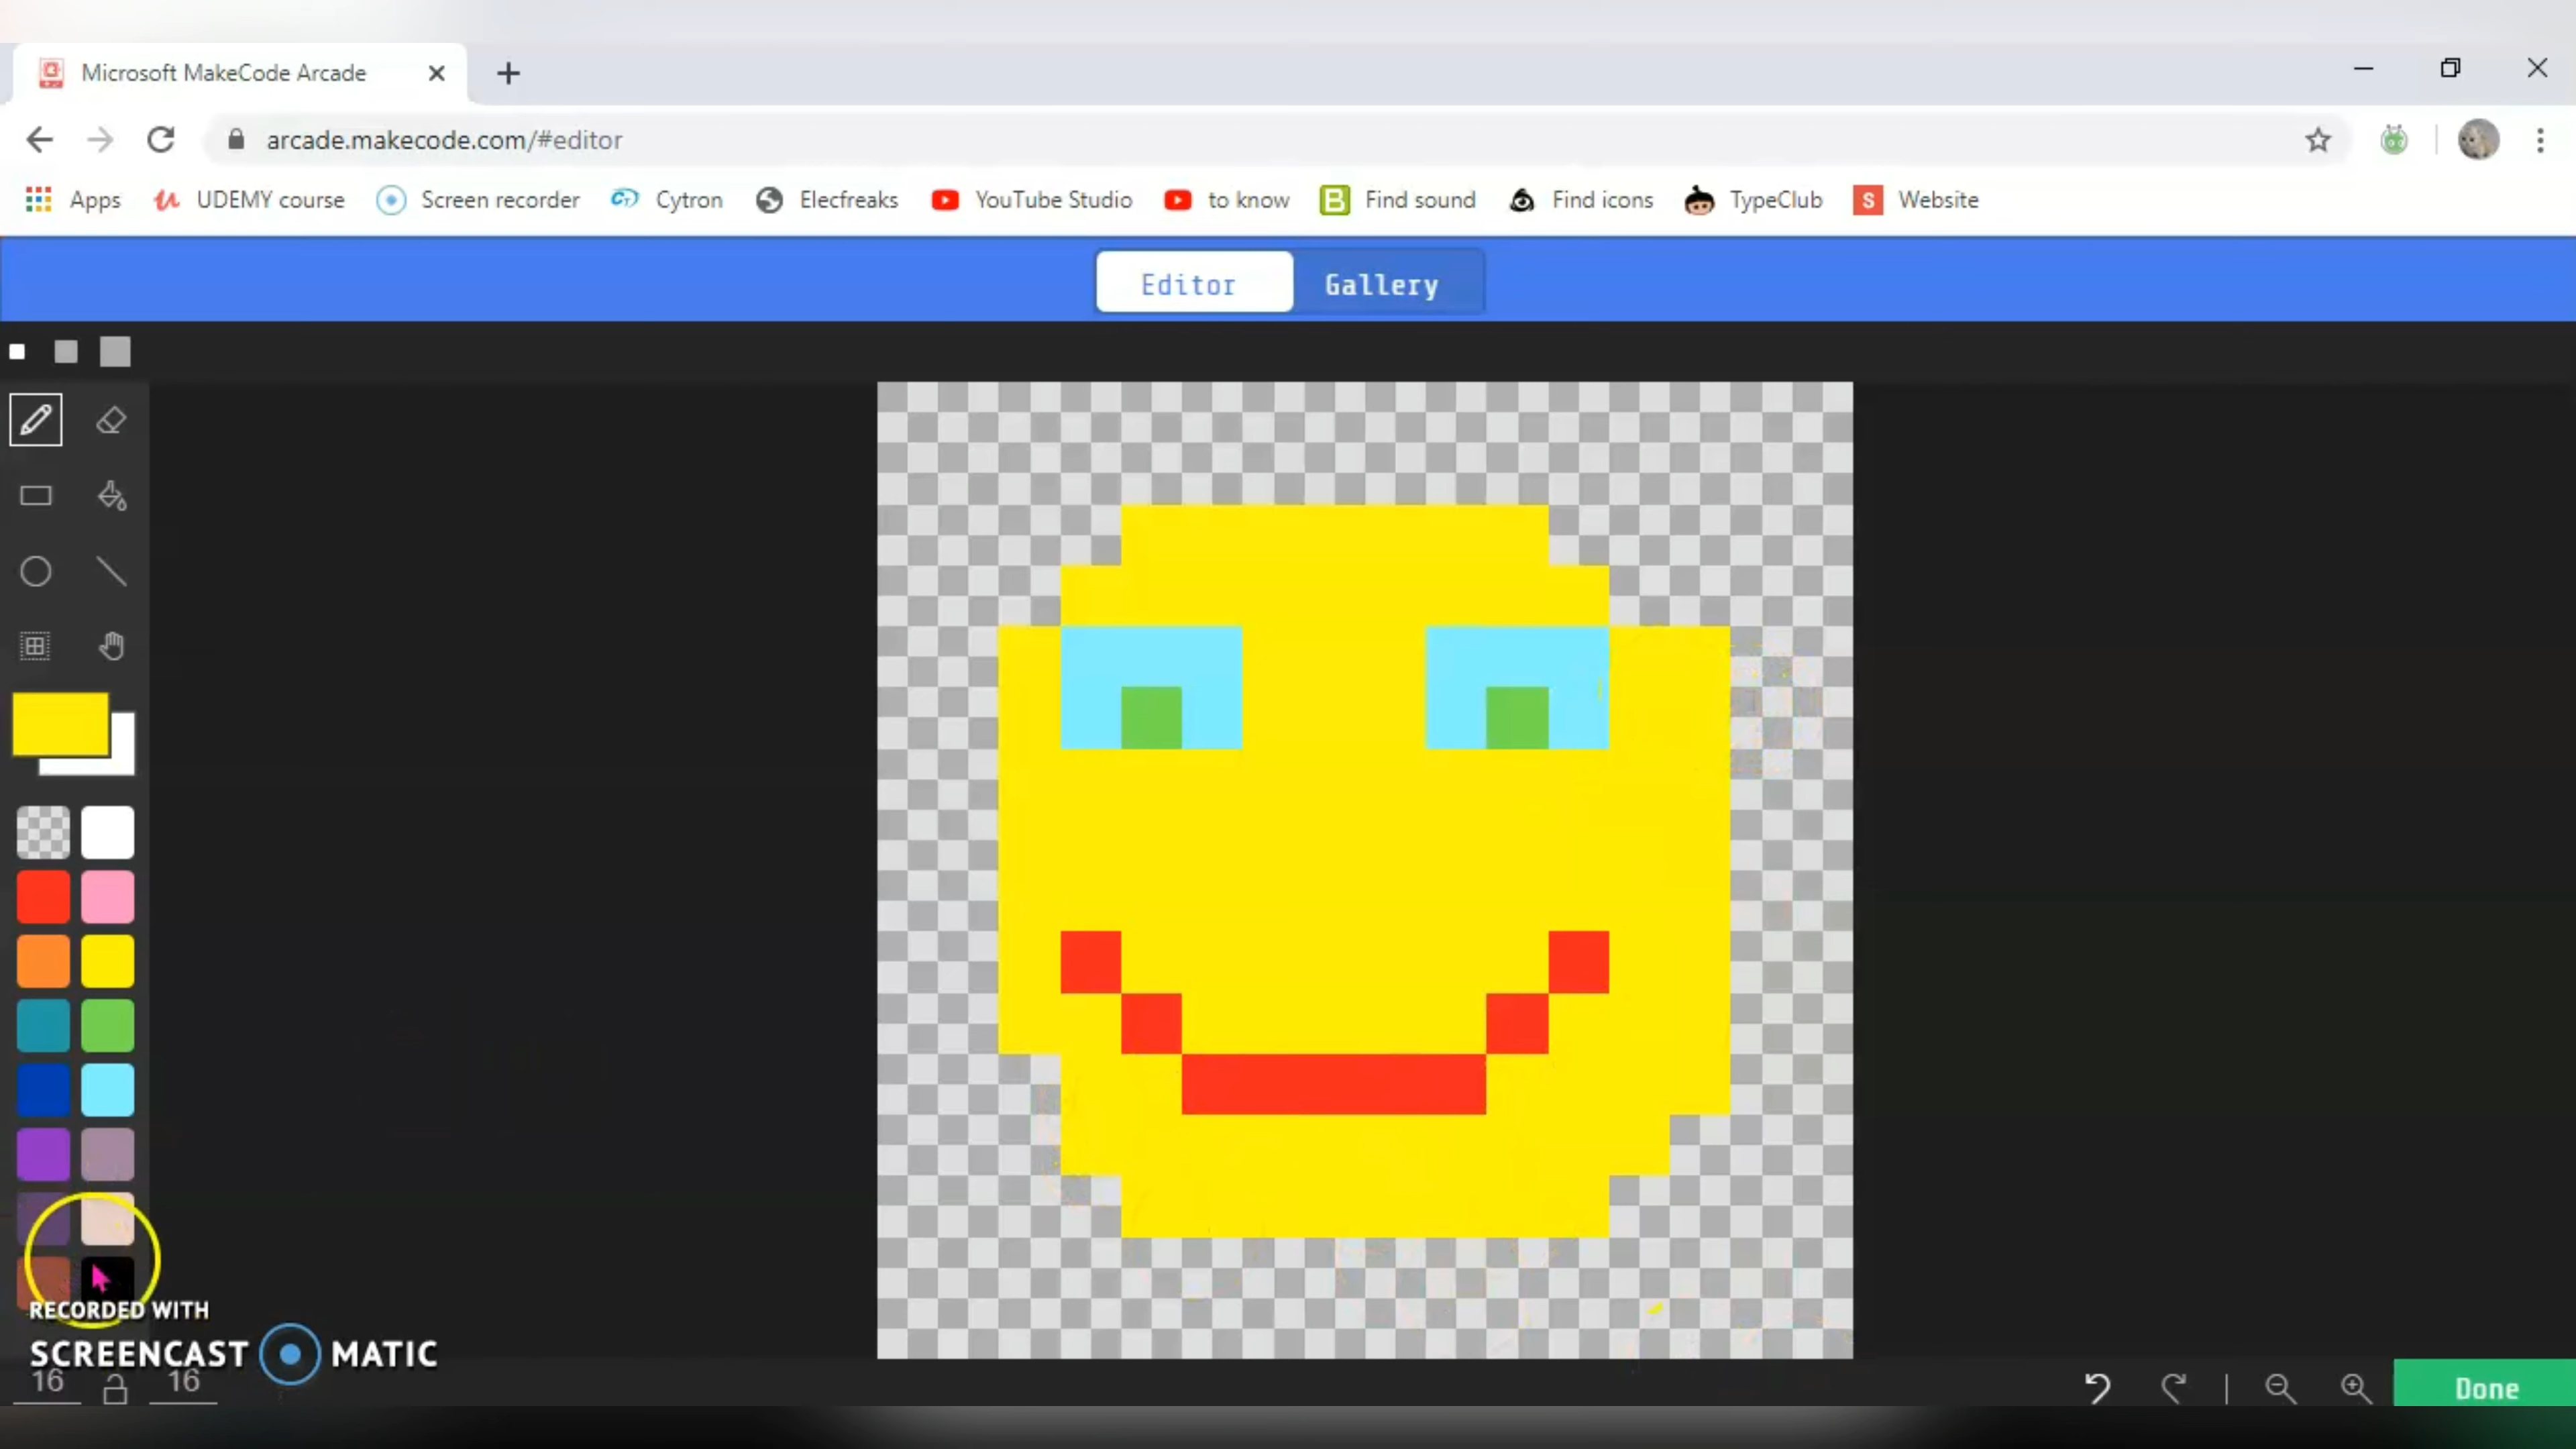 Microsoft MakeCode Arcade
arcade.makecode.com/#editor
Apps UDEMY course Screen recorder Cytron Elecfreaks YouTube Studio to know Find sound Find icons TypeClub Website
Editor Gallery
RECORDED WITH
SCREENCAST MATIC
16 16
Done